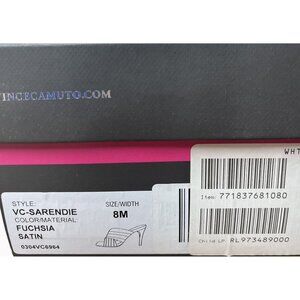 VINCECAMUTO.COM
WHT
STYLE:
VC-SARENDIE
COLOR/MATERIAL:
FUCHSIA
SATIN
0304VC6964
SIZE/WIDTH
8M
Item: 771837681080
Child LP: RL973489000